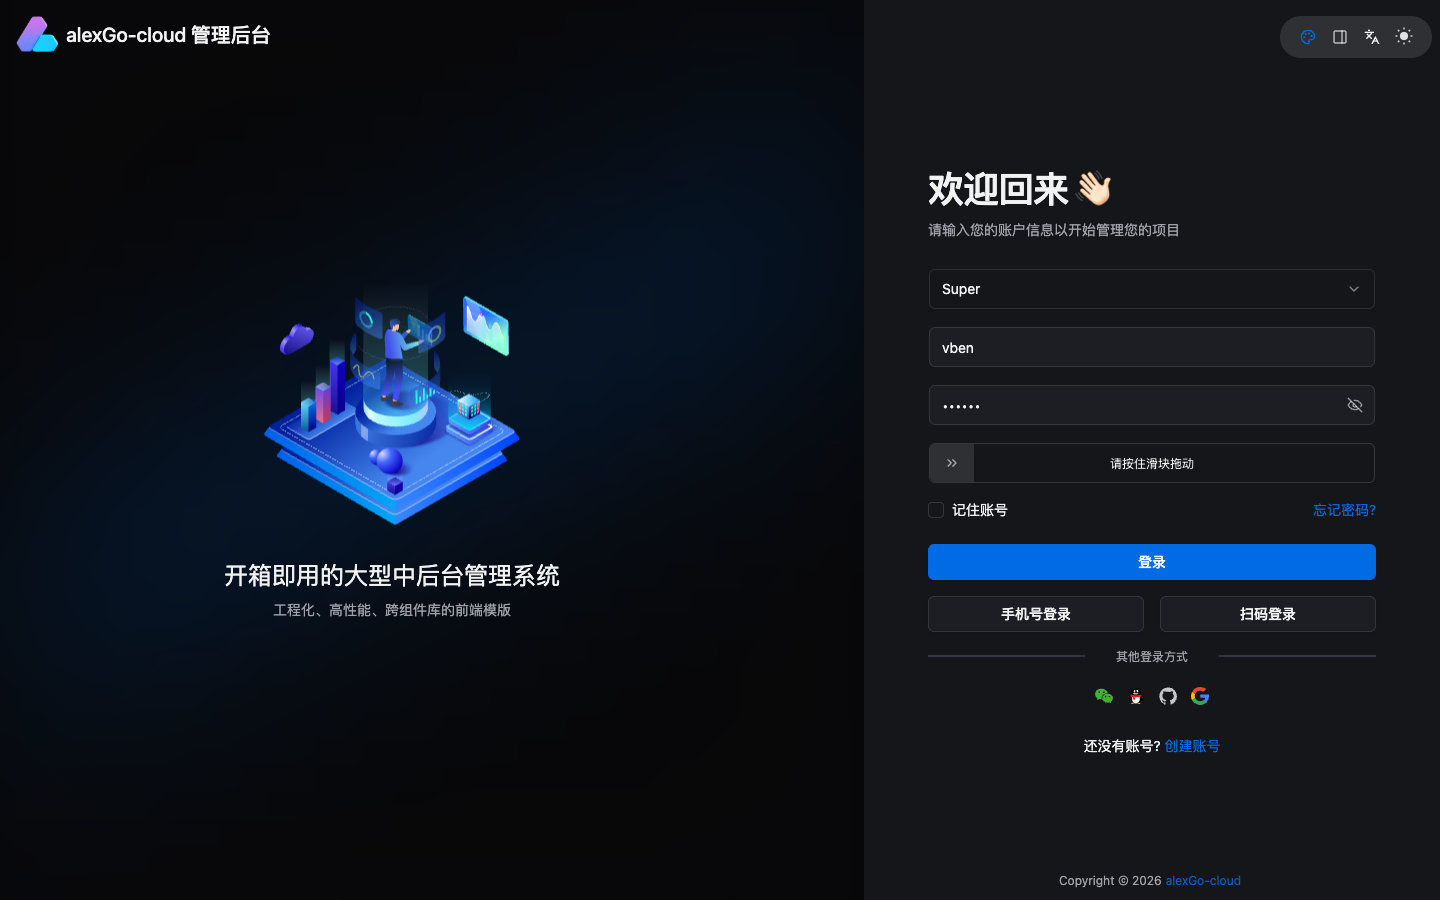 alexGo-cloud 管理后台
欢迎回来 👋🏻
请输入您的账户信息以开始管理您的项目
Super
vben
••••••
请按住滑块拖动
记住账号
忘记密码?
登录
手机号登录
扫码登录
其他登录方式
还没有账号? 创建账号
开箱即用的大型中后台管理系统
工程化、高性能、跨组件库的前端模版
Copyright © 2026 alexGo-cloud